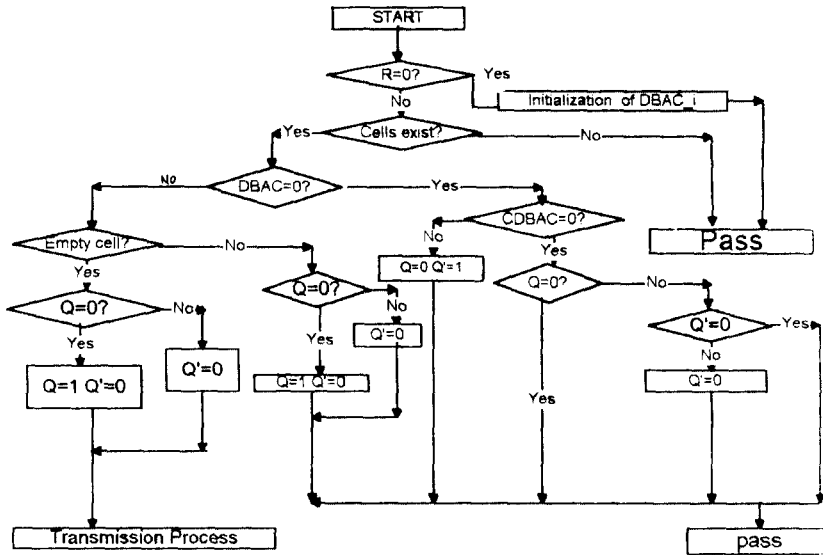 START
R=0?
Yes
Initialization of DBAC_i
No
Yes
Cells exist?
No
NO
DBAC=0?
Yes
CDBAC=0?
Pass
Empty cell?
No
No
Yes
Q=0 Q'=1
Yes
Q=0?
No
Q=0?
No
Q=0?
No
Q'=0
Yes
Yes
Yes
Q'=0
No
Q=1 Q'=0
Q'=0
Q=1 Q'=0
Q'=0
Yes
Transmission Process
pass